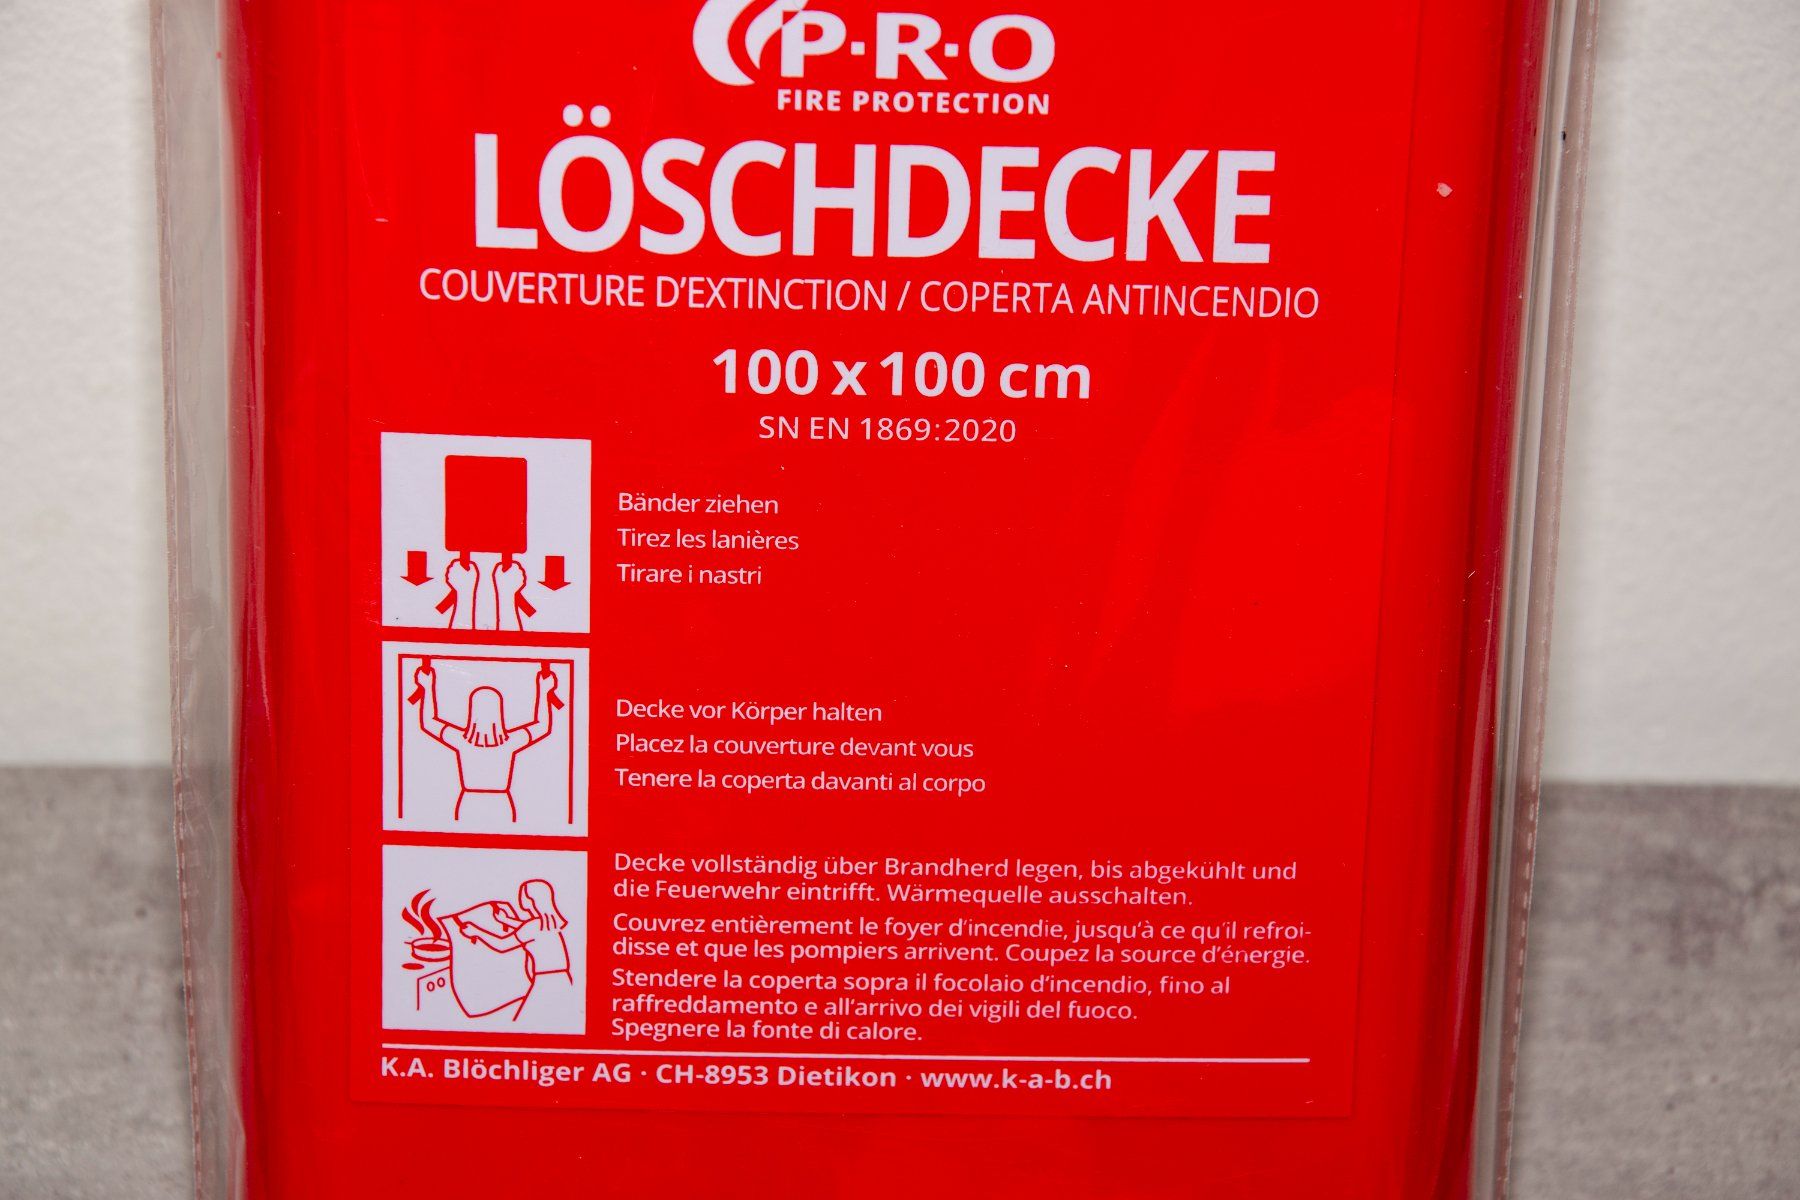 P·R·O
FIRE PROTECTION
LÖSCHDECKE
COUVERTURE D'EXTINCTION / COPERTA ANTINCENDIO
100 x 100 cm
SN EN 1869:2020
Bänder ziehen
Tirez les lanières
Tirare i nastri
Decke vor Körper halten
Placez la couverture devant vous
Tenere la coperta davanti al corpo
Decke vollständig über Brandherd legen, bis abgekühlt und
die Feuerwehr eintrifft. Wärmequelle ausschalten.
Couvrez entièrement le foyer d'incendie, jusqu'à ce qu'il refroi-
disse et que les pompiers arrivent. Coupez la source d'énergie.
Stendere la coperta sopra il focolaio d'incendio, fino al
raffreddamento e all'arrivo dei vigili del fuoco.
Spegnere la fonte di calore.
K.A. Blöchliger AG · CH-8953 Dietikon · www.k-a-b.ch